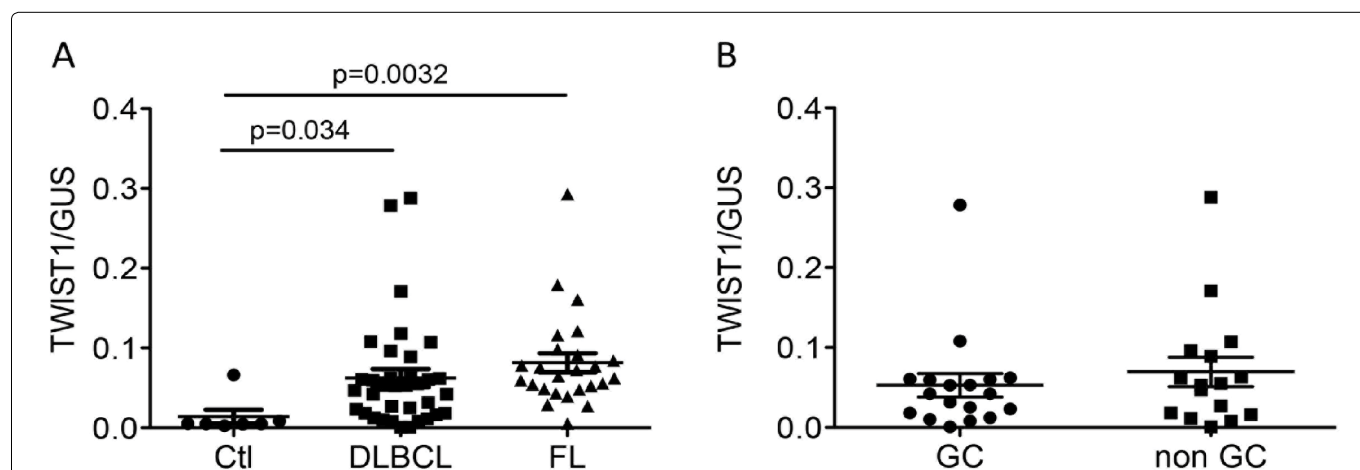 A
p=0.0032
p=0.034
TWIST1/GUS
0.4
0.3
0.2
0.1
0.0
Ctl DLBCL FL
B
TWIST1/GUS
0.4
0.3
0.2
0.1
0.0
GC non GC